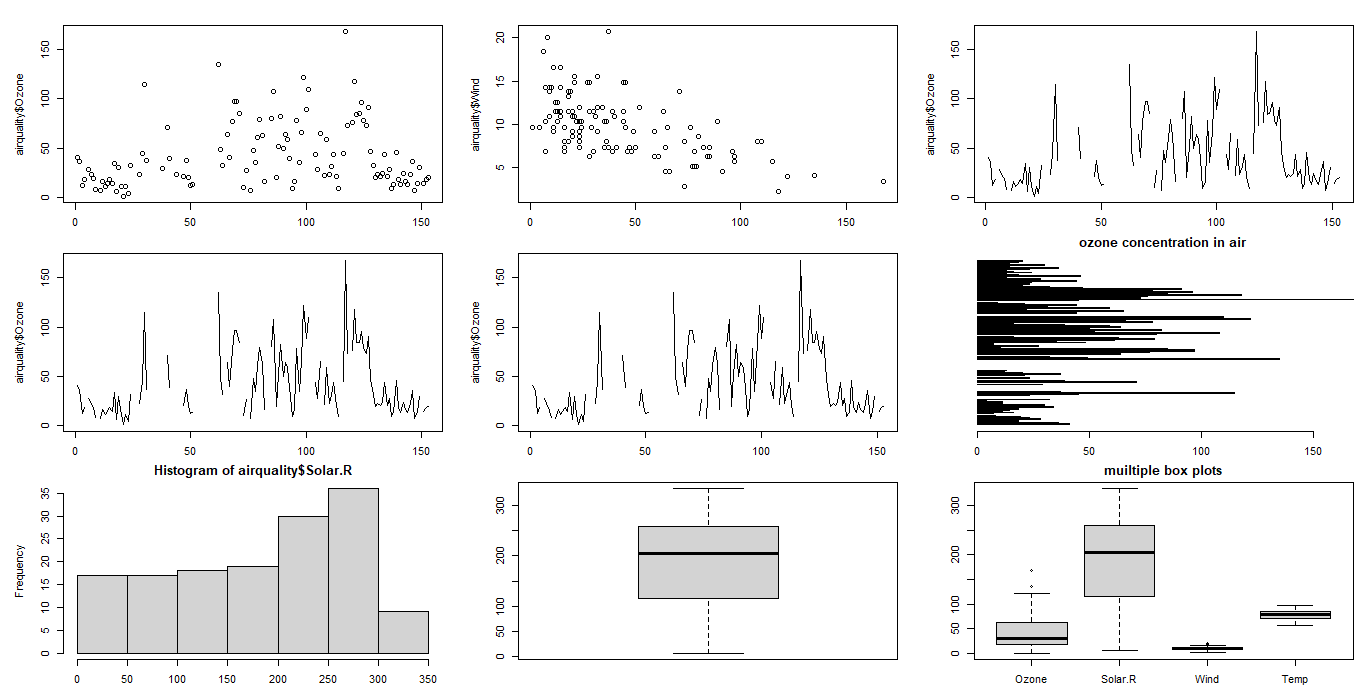 airquality$Ozone
150
100
50
0
0 50 100 150
airquality$Wind
20
15
10
5
0 50 100 150
airquality$Ozone
150
100
50
0
0 50 100 150
airquality$Ozone
150
100
50
0
0 50 100 150
airquality$Ozone
150
100
50
0
0 50 100 150
ozone concentration in air
0 50 100 150
Histogram of airquality$Solar.R
Frequency
35
30
25
20
15
10
5
0
0 50 100 150 200 250 300 350
300
200
100
0
muiltiple box plots
300
200
100
50
0
Ozone Solar.R Wind Temp